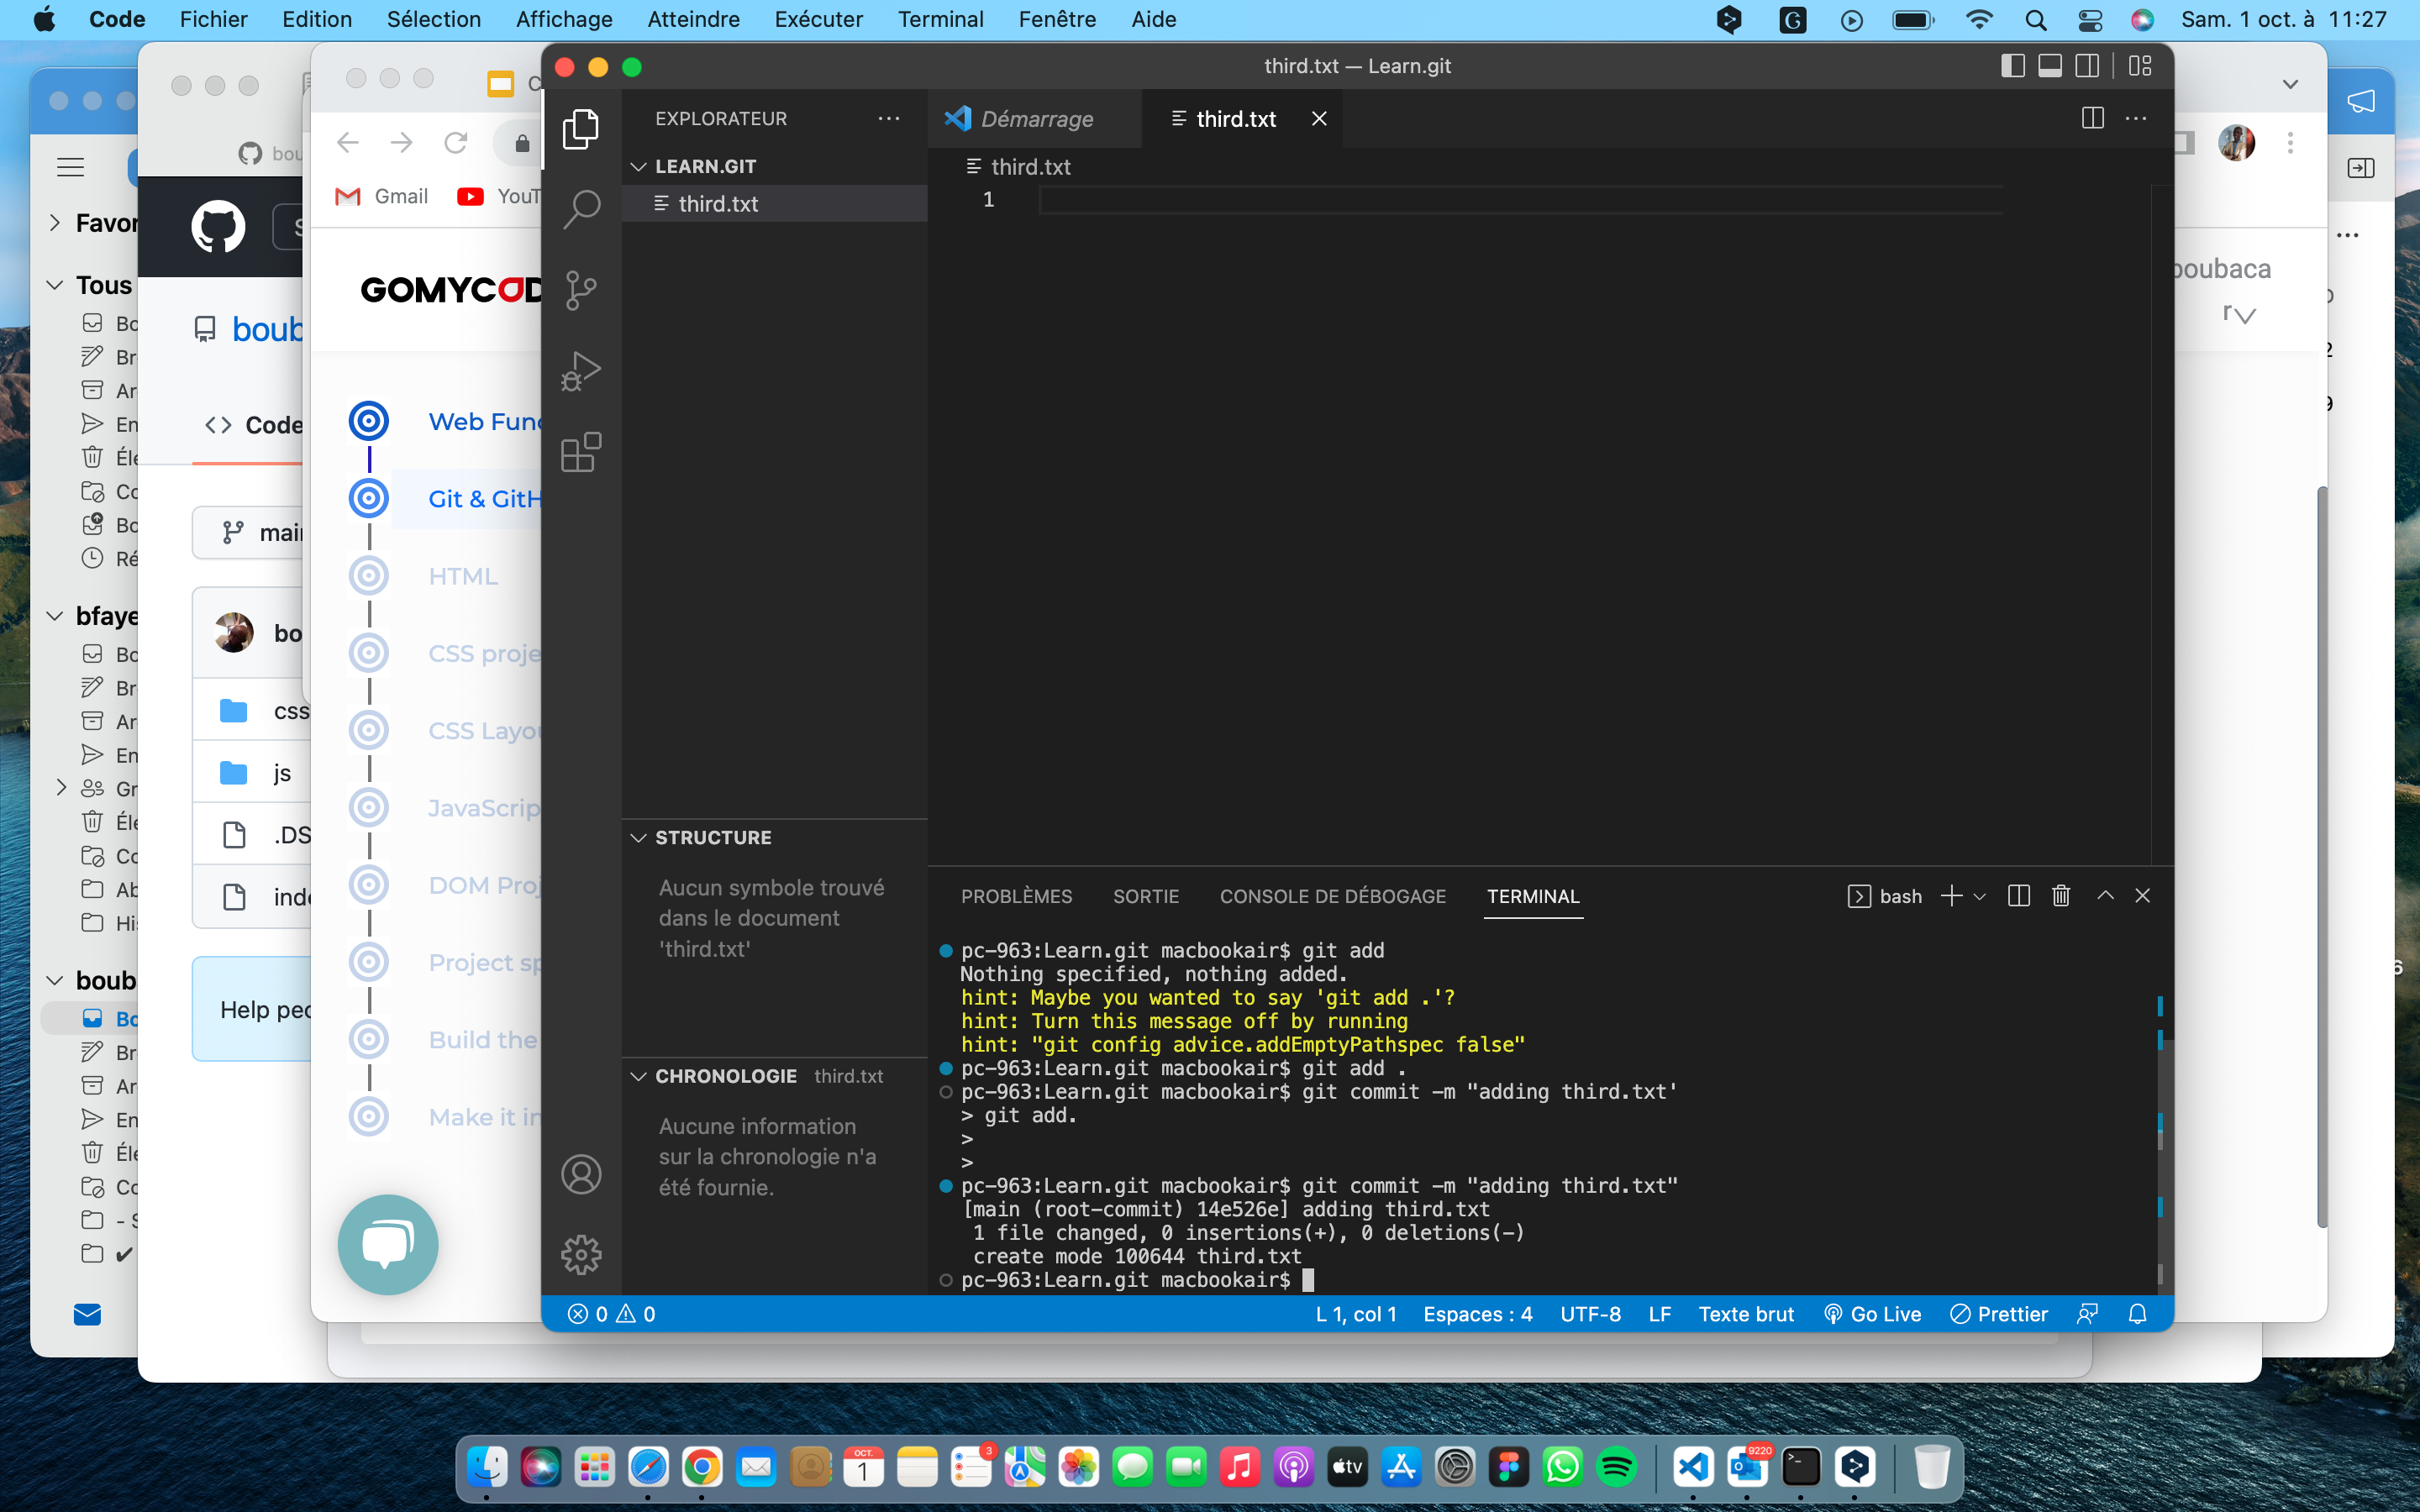 Code Fichier Edition Sélection Affichage Atteindre Exécuter Terminal Fenêtre Aide
Sam. 1 oct. à 11:27
Favor
Tous
Bo
Br
Ar
En
Éle
Co
Bo
Ré
bfaye
Bo
Br
Ar
En
Gr
Éle
Co
Ab
His
boub
Bo
Br
Ar
En
Éle
Co
- S
bou
S
boub
Code
main
bo
css
js
.DS
inde
Help peo
C
Gmail
YouT
GOMYCOD
Web Func
Git & GitH
HTML
CSS proje
CSS Layou
JavaScrip
DOM Proj
Project sp
Build the
Make it in
boubaca
r
third.txt — Learn.git
EXPLORATEUR
LEARN.GIT
third.txt
STRUCTURE
Aucun symbole trouvé
dans le document
'third.txt'
CHRONOLOGIE third.txt
Aucune information
sur la chronologie n'a
été fournie.
Démarrage
third.txt
third.txt
1
PROBLÈMES SORTIE CONSOLE DE DÉBOGAGE TERMINAL
bash
pc-963:Learn.git macbookair$ git add
Nothing specified, nothing added.
hint: Maybe you wanted to say 'git add .'?
hint: Turn this message off by running
hint: "git config advice.addEmptyPathspec false"
pc-963:Learn.git macbookair$ git add .
pc-963:Learn.git macbookair$ git commit -m "adding third.txt'
> git add.
>
>
pc-963:Learn.git macbookair$ git commit -m "adding third.txt"
[main (root-commit) 14e526e] adding third.txt
1 file changed, 0 insertions(+), 0 deletions(-)
create mode 100644 third.txt
pc-963:Learn.git macbookair$
0 0
L 1, col 1 Espaces : 4 UTF-8 LF Texte brut Go Live Prettier
OCT.
1
3
tv
9220